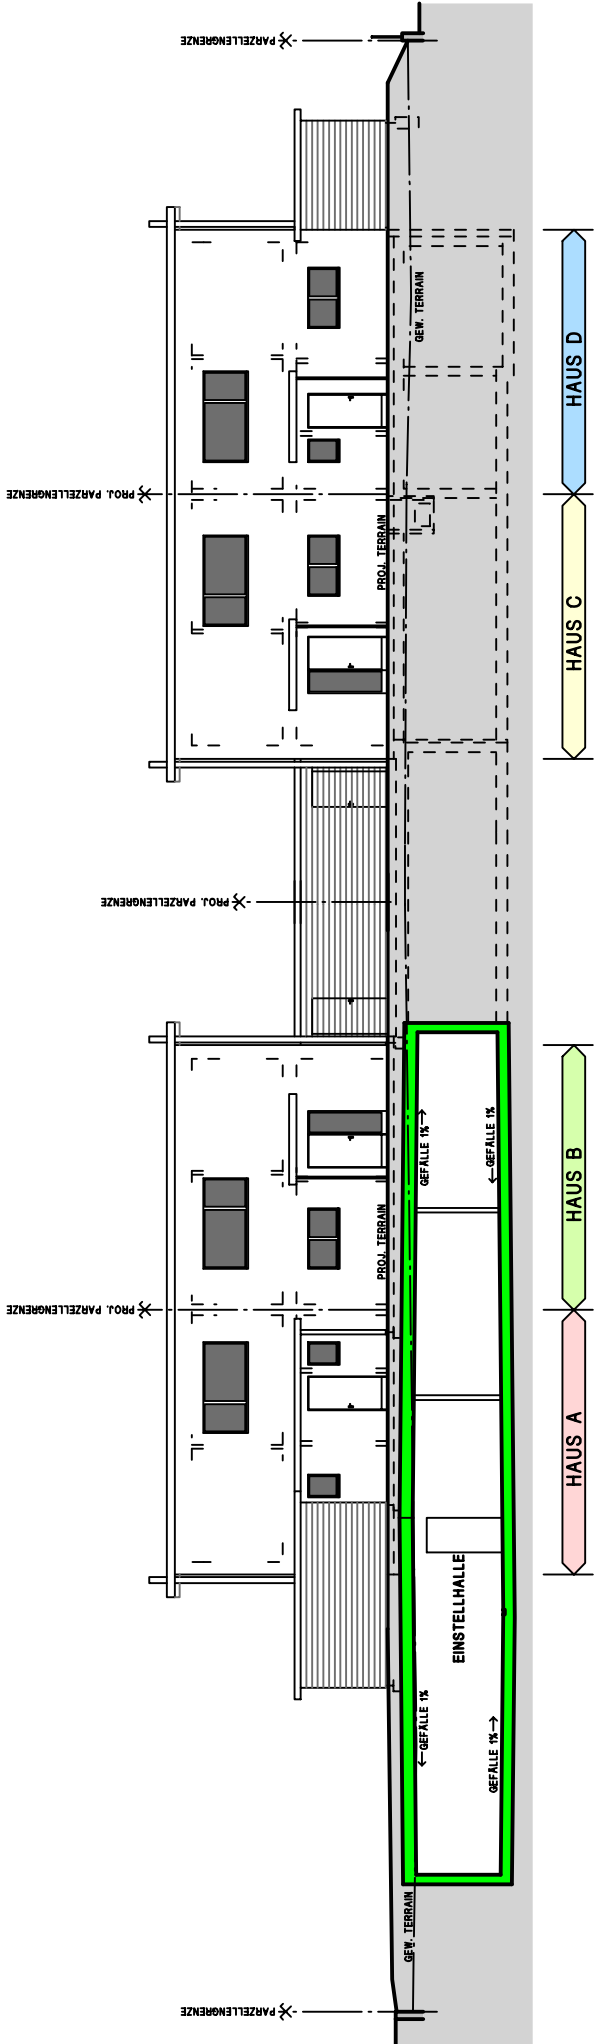 PARZELLENGRENZE
PROJ. PARZELLENGRENZE
PROJ. PARZELLENGRENZE
PROJ. PARZELLENGRENZE
PARZELLENGRENZE
GEW. TERRAIN
PROJ. TERRAIN
PROJ. TERRAIN
GEW. TERRAIN
GEFÄLLE 1%
GEFÄLLE 1%
GEFÄLLE 1%
GEFÄLLE 1%
EINSTELLHALLE
HAUS A
HAUS B
HAUS C
HAUS D